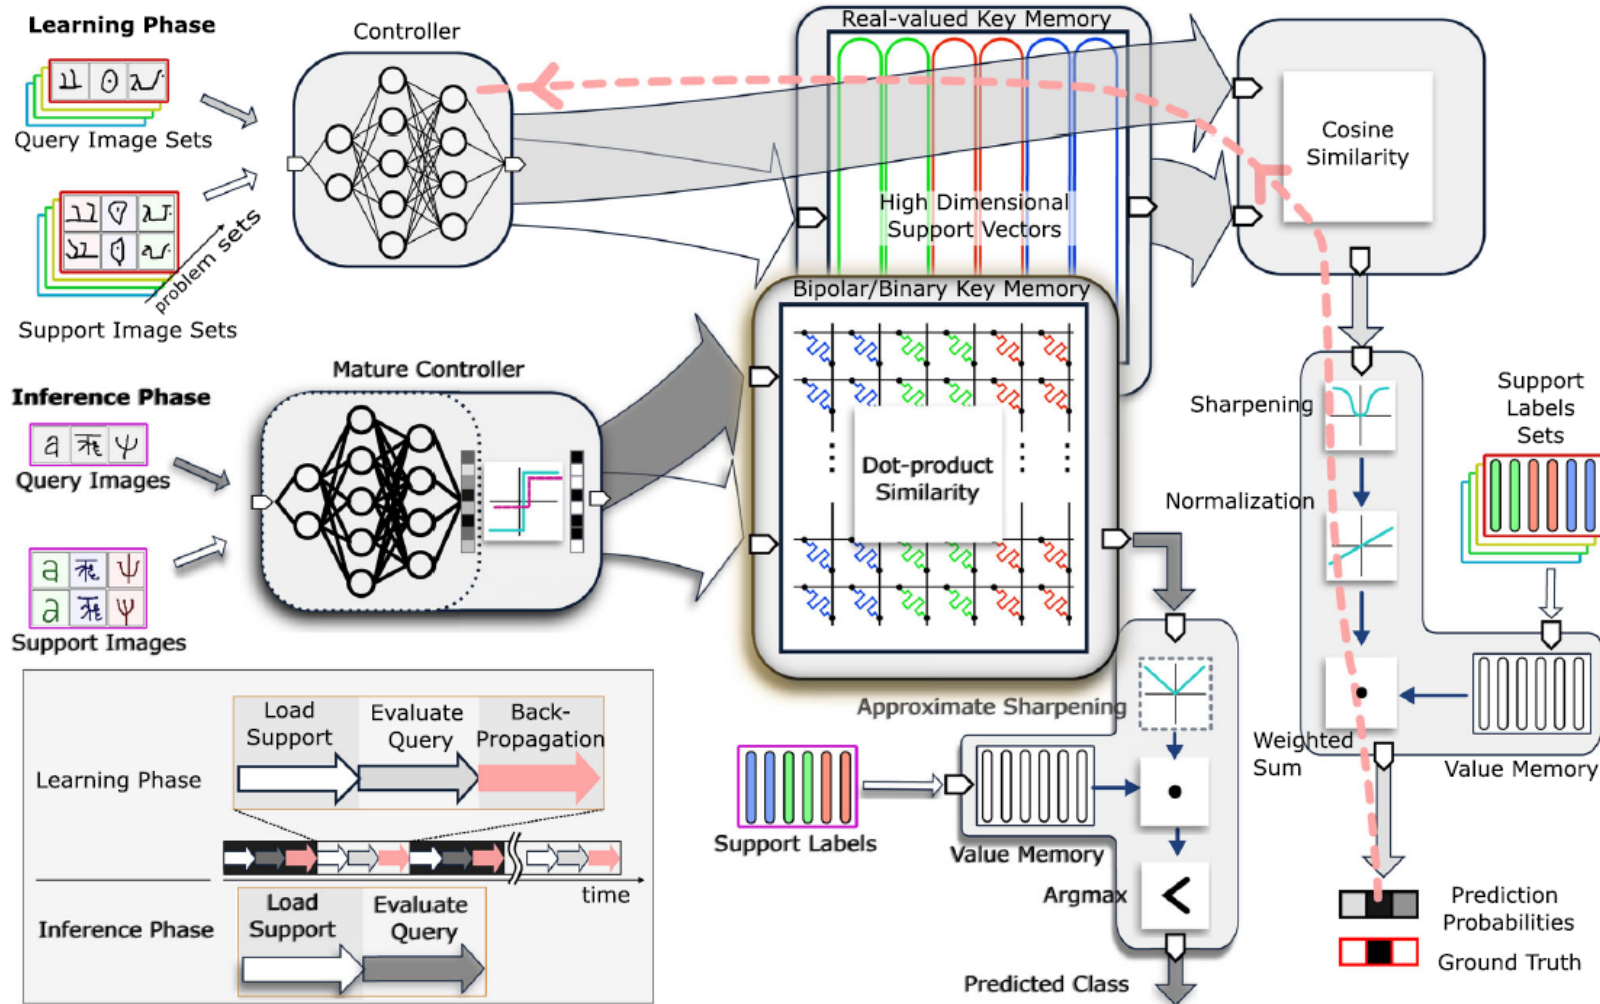 Learning Phase
Query Image Sets
problem sets
Support Image Sets
Controller
Real-valued Key Memory
High Dimensional
Support Vectors
Cosine
Similarity
Inference Phase
Query Images
Support Images
Mature Controller
Bipolar/Binary Key Memory
Dot-product
Similarity
Sharpening
Normalization
Weighted
Sum
Support
Labels
Sets
Value Memory
Prediction
Probabilities
Ground Truth
Approximate Sharpening
Support Labels
Value Memory
Argmax
Predicted Class
Load
Support
Evaluate
Query
Back-
Propagation
Learning Phase
time
Inference Phase
Load
Support
Evaluate
Query